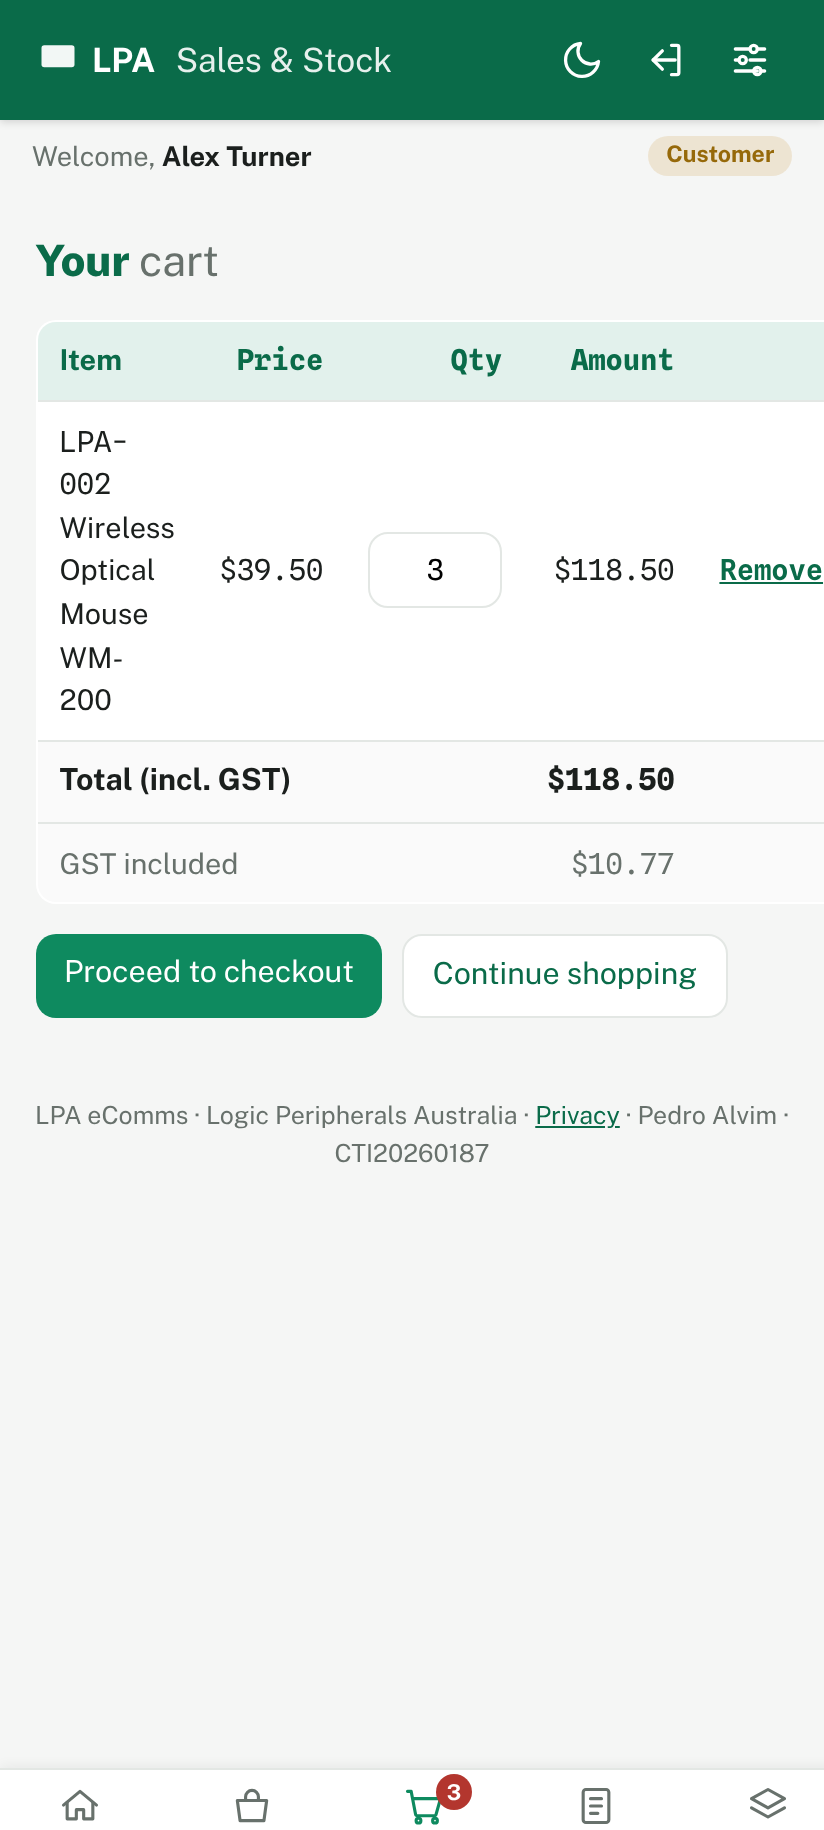 LPA Sales & Stock
Welcome, Alex Turner
Customer
Your cart
Item Price Qty Amount
LPA-
002
Wireless
Optical
Mouse
WM-
200
$39.50 3 $118.50 Remove
Total (incl. GST) $118.50
GST included $10.77
Proceed to checkout Continue shopping
LPA eComms · Logic Peripherals Australia · Privacy · Pedro Alvim ·
CTI20260187
3